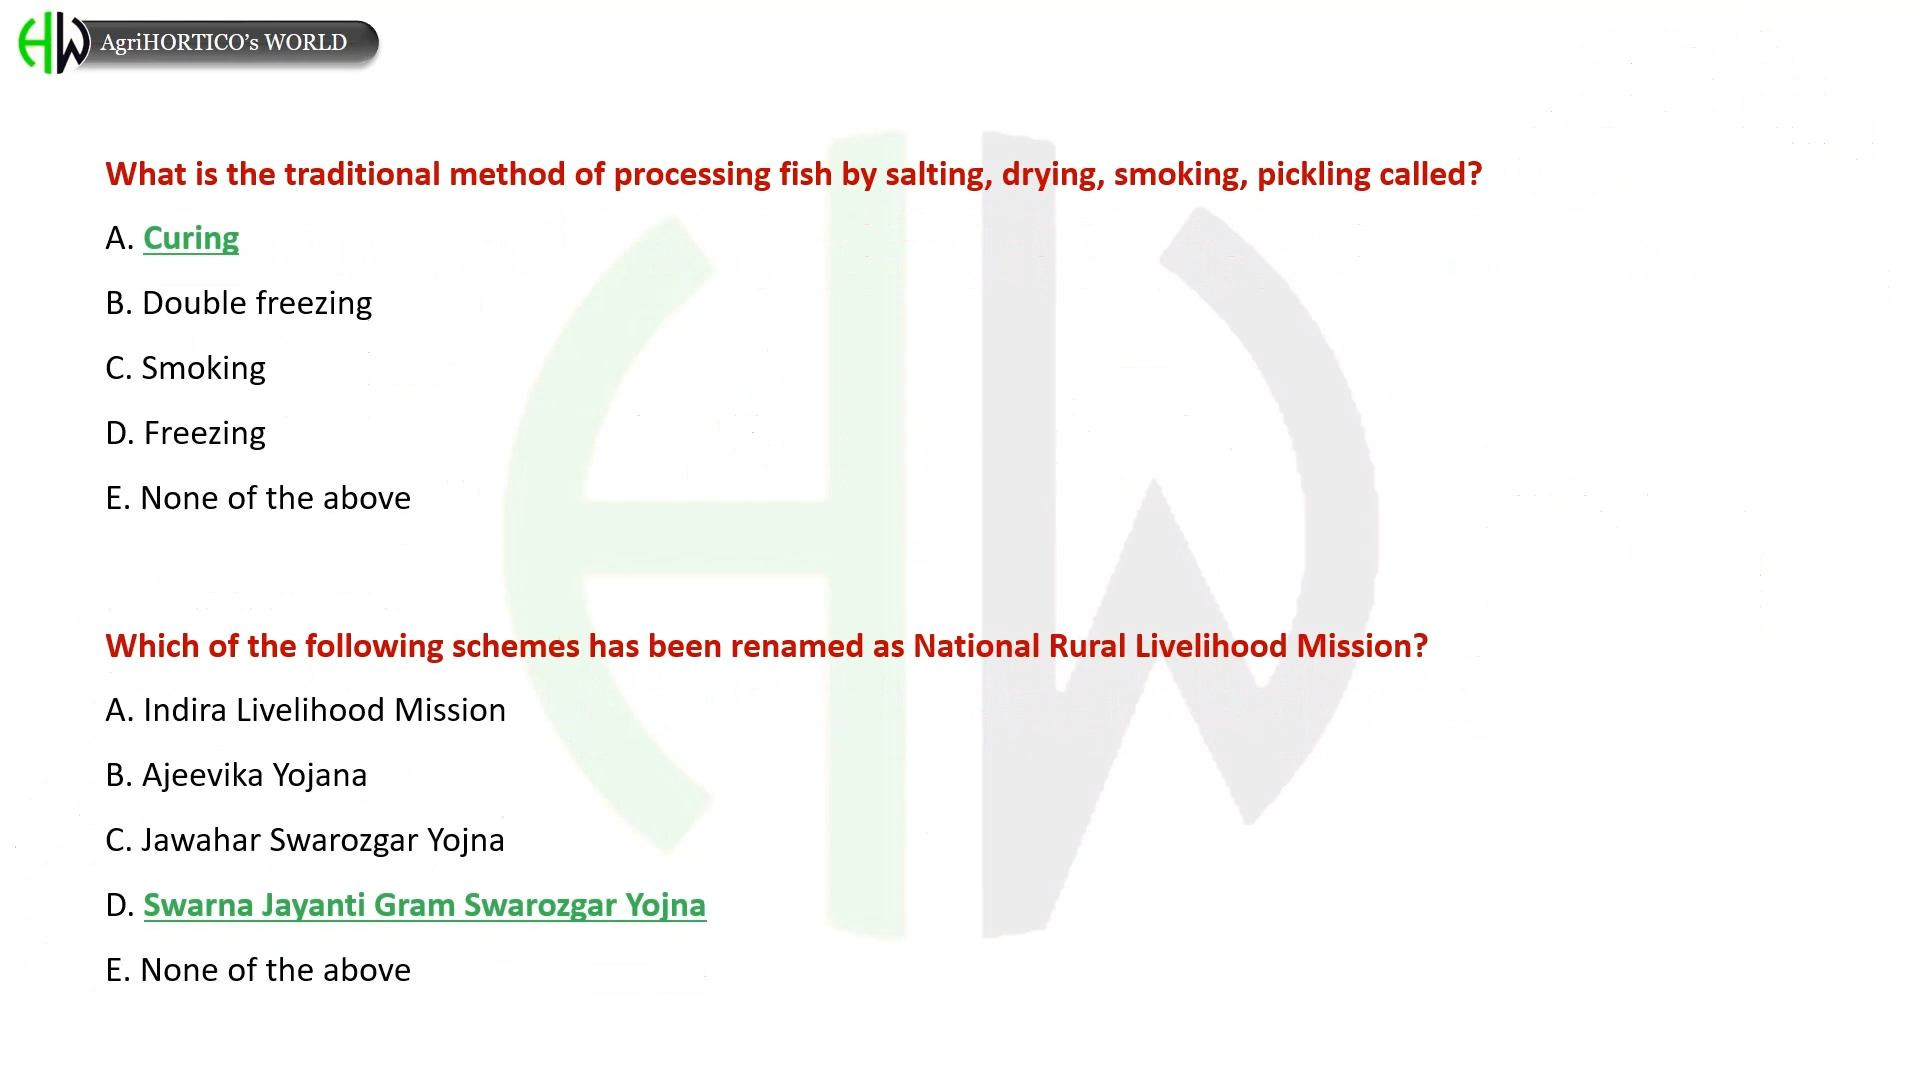 HW AgriHORTICO's WORLD
What is the traditional method of processing fish by salting, drying, smoking, pickling called?
A. Curing
B. Double freezing
C. Smoking
D. Freezing
E. None of the above
Which of the following schemes has been renamed as National Rural Livelihood Mission?
A. Indira Livelihood Mission
B. Ajeevika Yojana
C. Jawahar Swarozgar Yojna
D. Swarna Jayanti Gram Swarozgar Yojna
E. None of the above